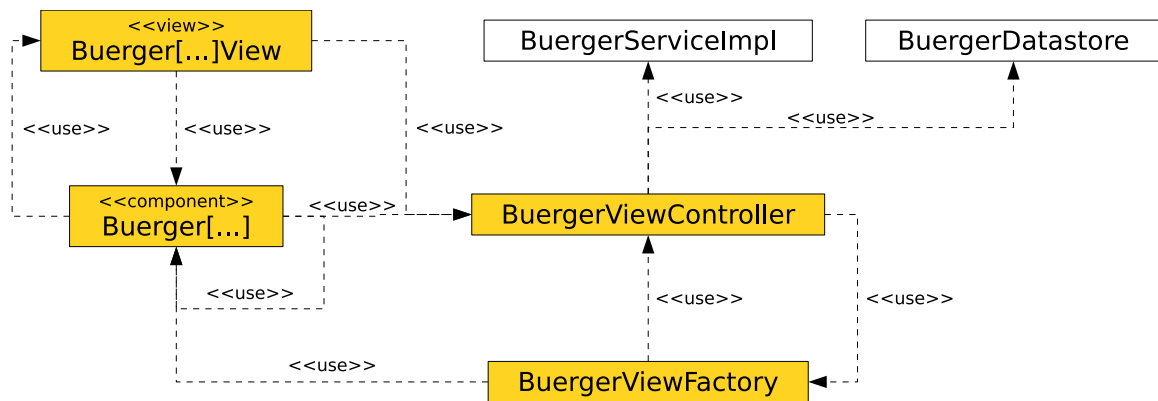 <<view>>
Buerger[...]View
BuergerServiceImpl
BuergerDatastore
<<use>>
<<use>>
<<use>>
<<use>>
<<use>>
<<component>>
Buerger[...]
<<use>>
BuergerViewController
<<use>>
<<use>>
<<use>>
<<use>>
BuergerViewFactory